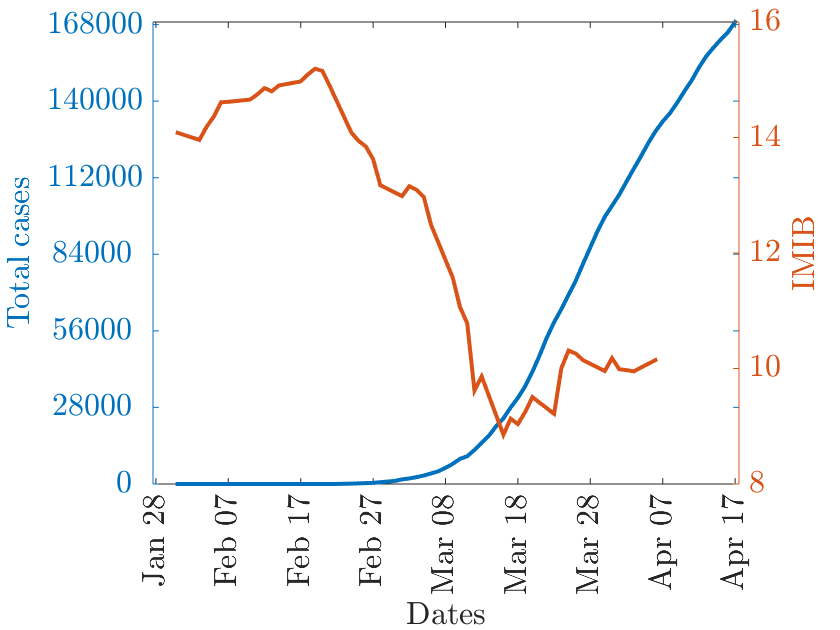 168000
140000
112000
84000
56000
28000
0
Total cases
16
14
12
10
8
IMIB
Jan 28
Feb 07
Feb 17
Feb 27
Mar 08
Mar 18
Mar 28
Apr 07
Apr 17
Dates